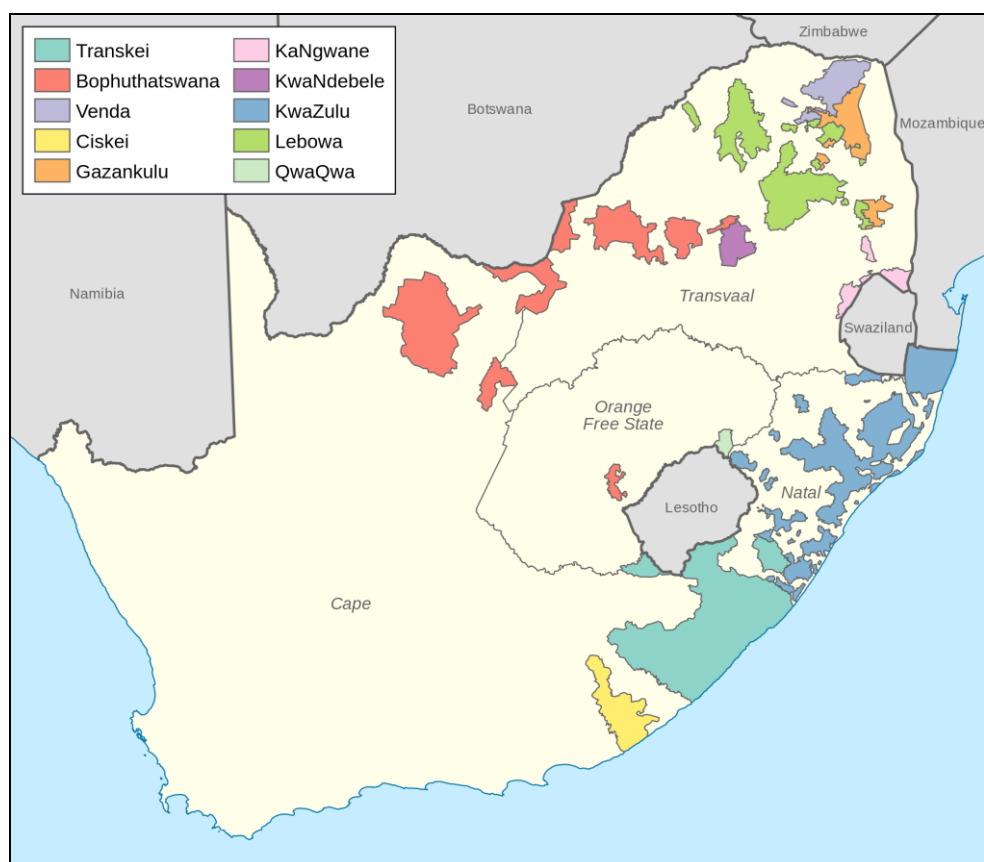 Transkei
Bophuthatswana
Venda
Ciskei
Gazankulu
KaNgwane
KwaNdebele
KwaZulu
Lebowa
QwaQwa
Zimbabwe
Botswana
Mozambique
Namibia
Transvaal
Swaziland
Orange
Free State
Natal
Lesotho
Cape